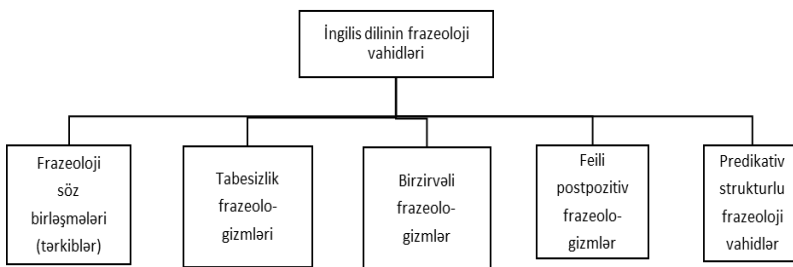 İngilis dilinin frazeoloji
vahidləri
Frazeoloji
söz
birləşmələri
(tərkiblər)
Tabesizlik
frazeolo-
gizmləri
Birzirvəli
frazeolo-
gizmlər
Feili
postpozitiv
frazeolo-
gizmlər
Predikativ
strukturlu
frazeoloji
vahidlər